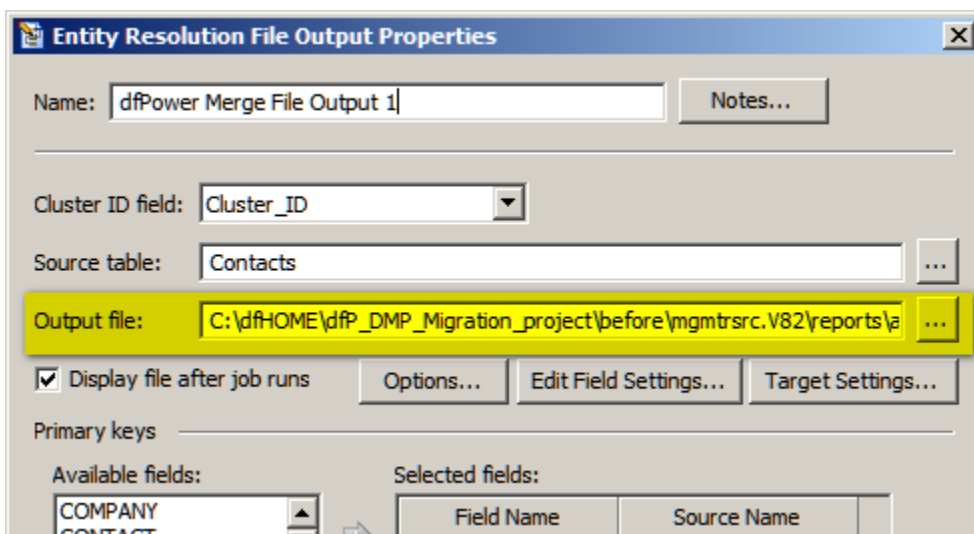 Entity Resolution File Output Properties
Name: dfPower Merge File Output 1 Notes...
Cluster ID field: Cluster_ID
Source table: Contacts ...
Output file: C:\dfHOME\dfP_DMP_Migration_project\before\mgmtrsrc.V82\reports\a ...
Display file after job runs Options... Edit Field Settings... Target Settings...
Primary keys
Available fields: Selected fields:
COMPANY Field Name Source Name
CONTACT